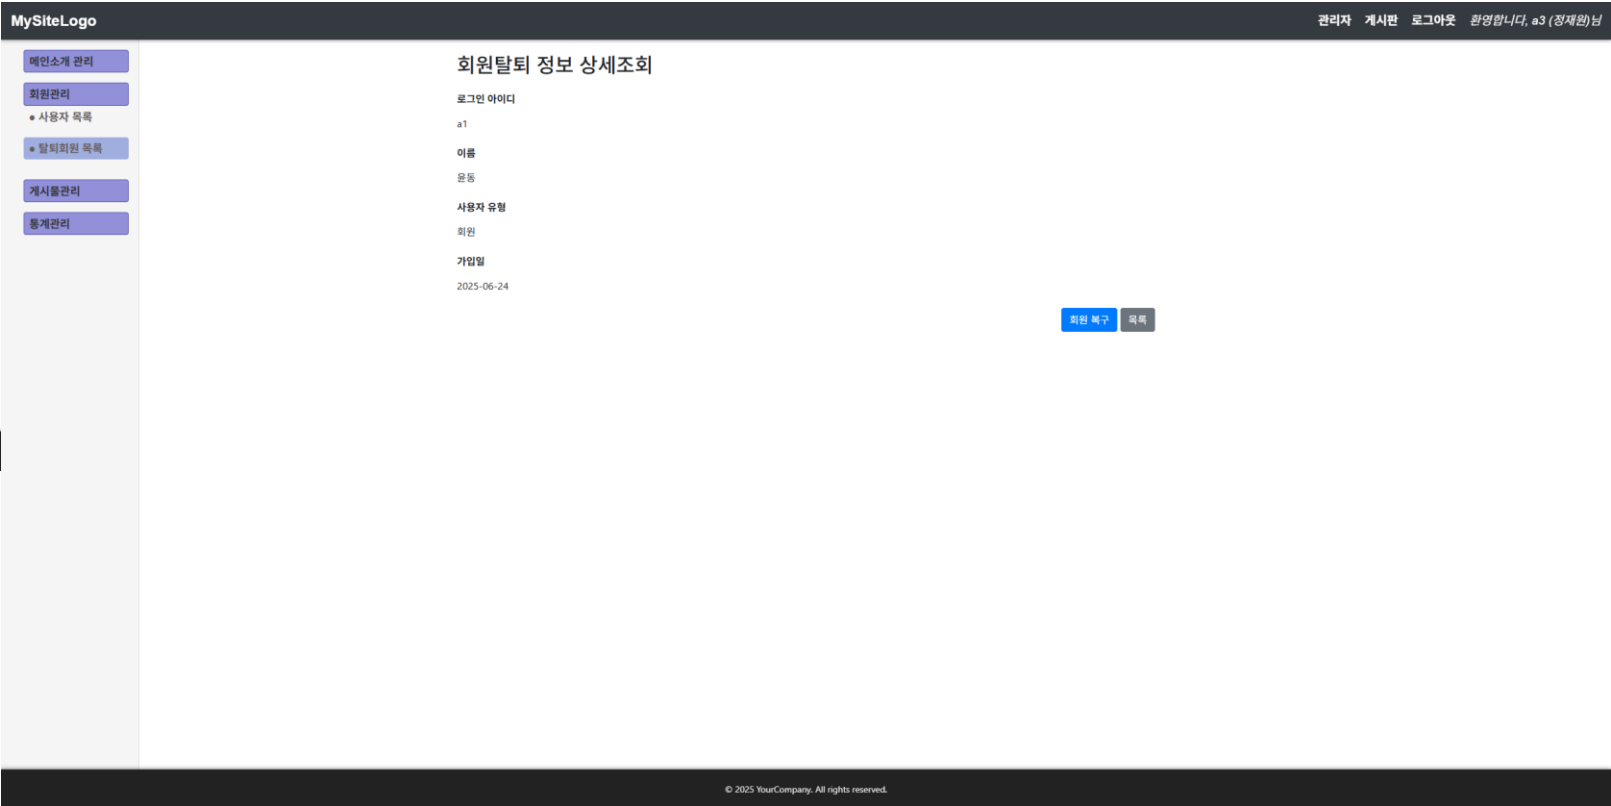 MySiteLogo
관리자 게시판 로그아웃 환영합니다, a3 (정재원)님
메인소개 관리
회원관리
● 사용자 목록
● 탈퇴회원 목록
게시물관리
통계관리
회원탈퇴 정보 상세조회
로그인 아이디
a1
이름
윤동
사용자 유형
회원
가입일
2025-06-24
회원 복구 목록
© 2025 YourCompany. All rights reserved.